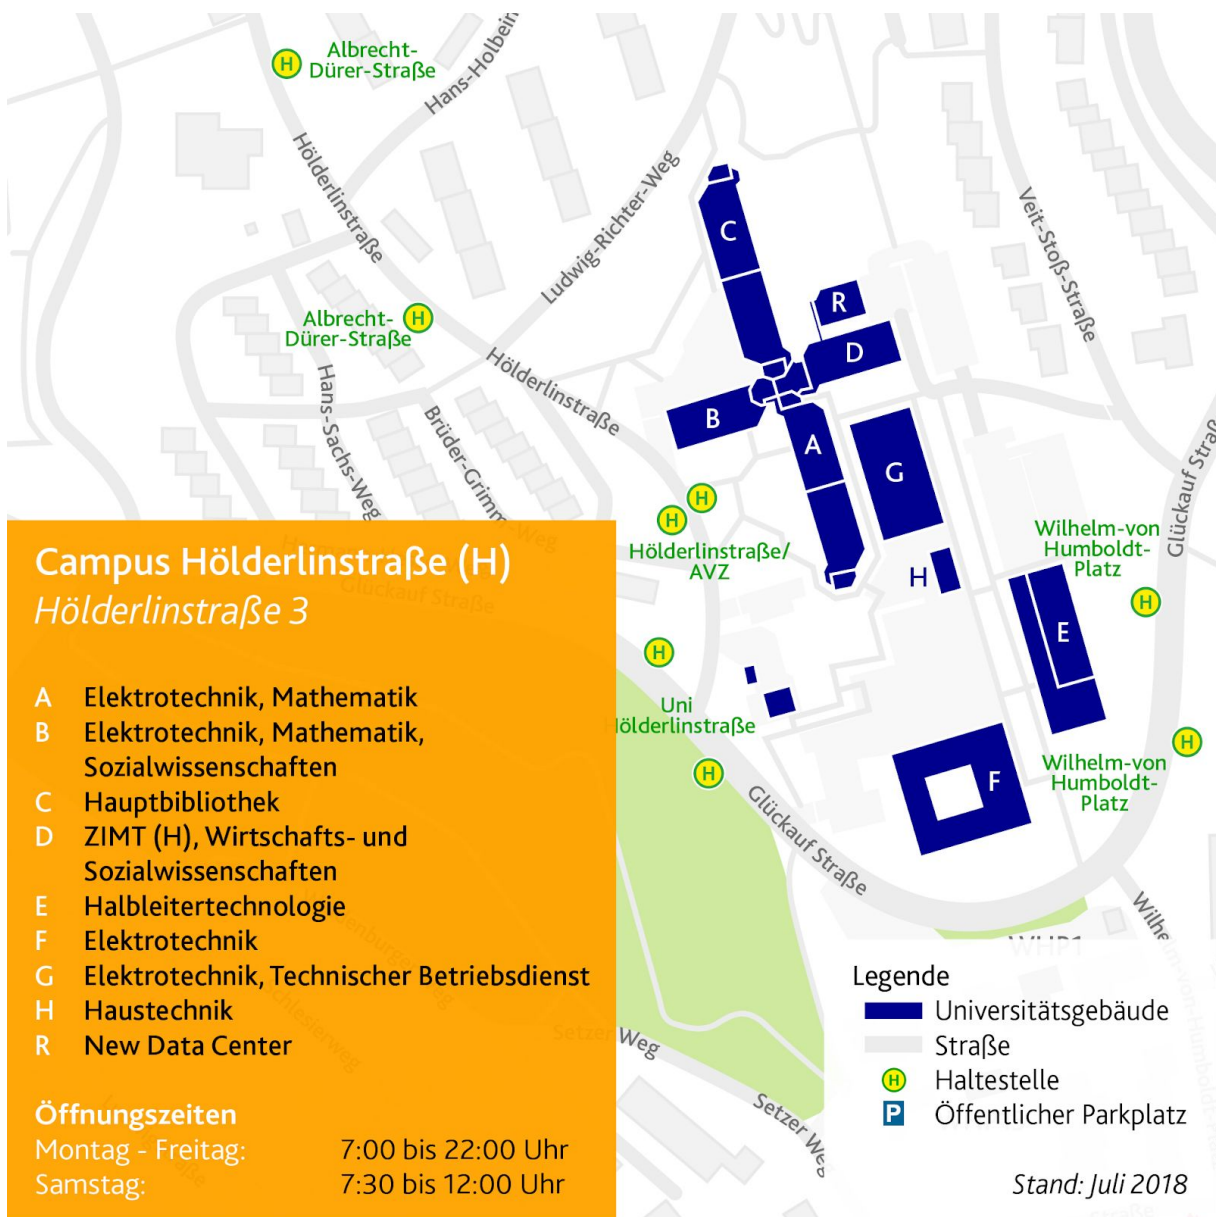 Albrecht-
Dürer-Straße
H
Hans-Holbein
Hölderlinstraße
Ludwig-Richter-Weg
Veit-Stoß-Straße
C
R
D
Albrecht-
Dürer-Straße
H
Hölderlinstraße
B
A
G
Hans-Sachs-Weg
Brüder-Grimm-Weg
Glückauf Straße
H
H
Hölderlinstraße/
AVZ
H
Wilhelm-von
Humboldt-
Platz
H
E
H
Uni
Hölderlinstraße
H
Wilhelm-von
Humboldt-
Platz
H
F
Glückauf Straße
WHP1
Setzer Weg
Setzer Weg
Glückauf Straße
Campus Hölderlinstraße (H)
Hölderlinstraße 3
A Elektrotechnik, Mathematik
B Elektrotechnik, Mathematik,
Sozialwissenschaften
C Hauptbibliothek
D ZIMT (H), Wirtschafts- und
Sozialwissenschaften
E Halbleitertechnologie
F Elektrotechnik
G Elektrotechnik, Technischer Betriebsdienst
H Haustechnik
R New Data Center
Öffnungszeiten
Montag - Freitag: 7:00 bis 22:00 Uhr
Samstag: 7:30 bis 12:00 Uhr
Legende
Universitätsgebäude
Straße
H Haltestelle
P Öffentlicher Parkplatz
Stand: Juli 2018